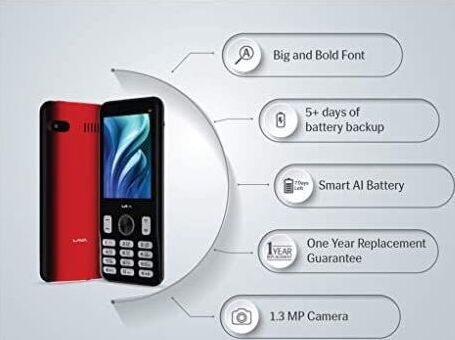 Big and Bold Font
5+ days of
battery backup
7 Days
Left
Smart AI Battery
1
YEAR
REPLACEMENT
One Year Replacement
Guarantee
1.3 MP Camera
A
LAVA
LAVA